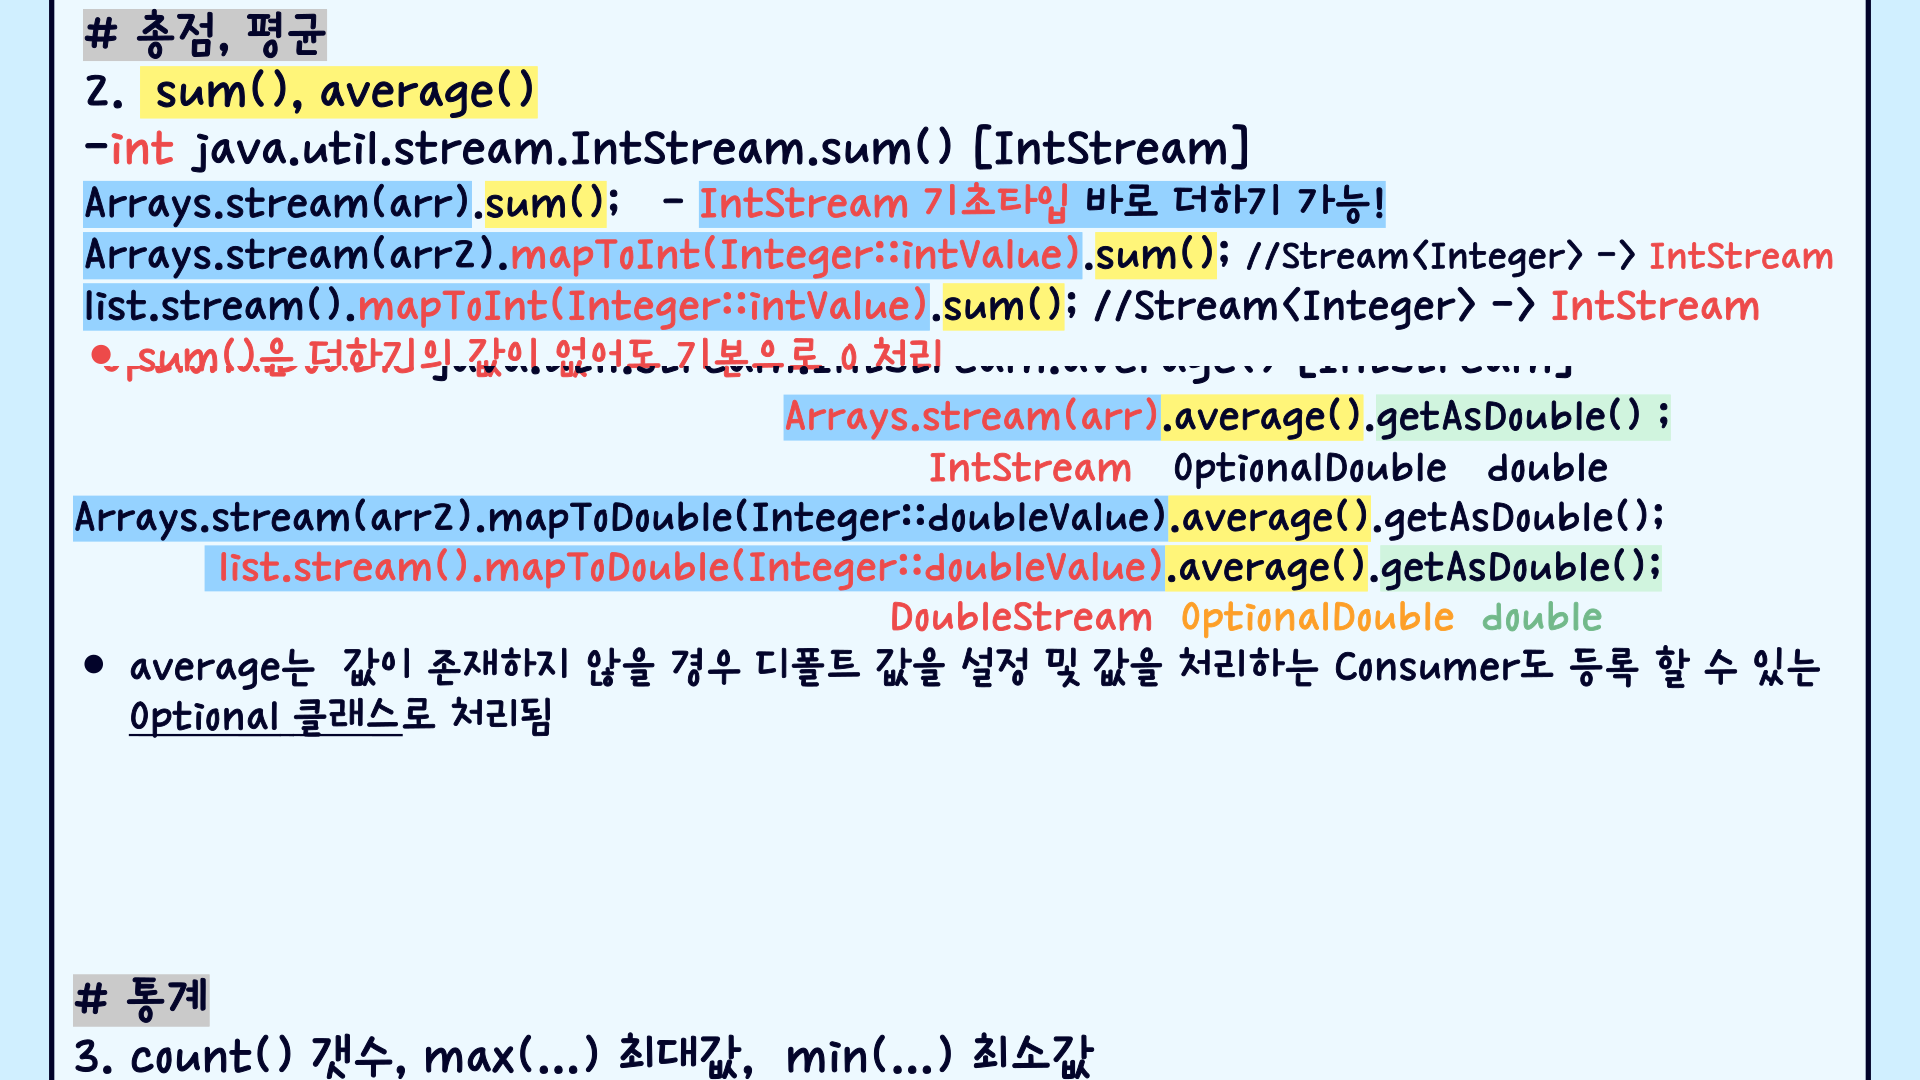 # 총점, 평균
2. sum(), average()
-int java.util.stream.IntStream.sum() [IntStream]
Arrays.stream(arr).sum(); - IntStream 기초타입 바로 더하기 가능!
Arrays.stream(arr2).mapToInt(Integer::intValue).sum(); //Stream<Integer> -> IntStream
list.stream().mapToInt(Integer::intValue).sum(); //Stream<Integer> -> IntStream
● sum()은 더하기의 값이 없어도 기본으로 0 처리
java.util.stream.IntStream.average() [IntStream]
Arrays.stream(arr).average().getAsDouble() ;
IntStream OptionalDouble double
Arrays.stream(arr2).mapToDouble(Integer::doubleValue).average().getAsDouble();
list.stream().mapToDouble(Integer::doubleValue).average().getAsDouble();
DoubleStream OptionalDouble double
● average는 값이 존재하지 않을 경우 디폴트 값을 설정 및 값을 처리하는 Consumer도 등록 할 수 있는
Optional 클래스로 처리됨
# 통계
3. count() 갯수, max(...) 최대값, min(...) 최소값